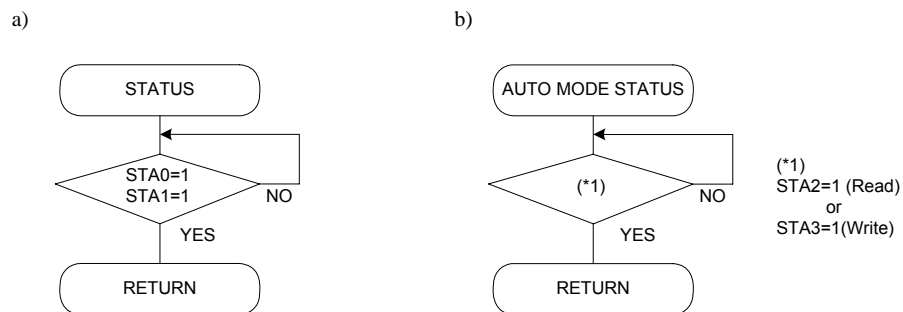 a)
STATUS
STA0=1
STA1=1
NO
YES
RETURN
b)
AUTO MODE STATUS
(*1)
NO
YES
RETURN
(*1)
STA2=1 (Read)
or
STA3=1(Write)